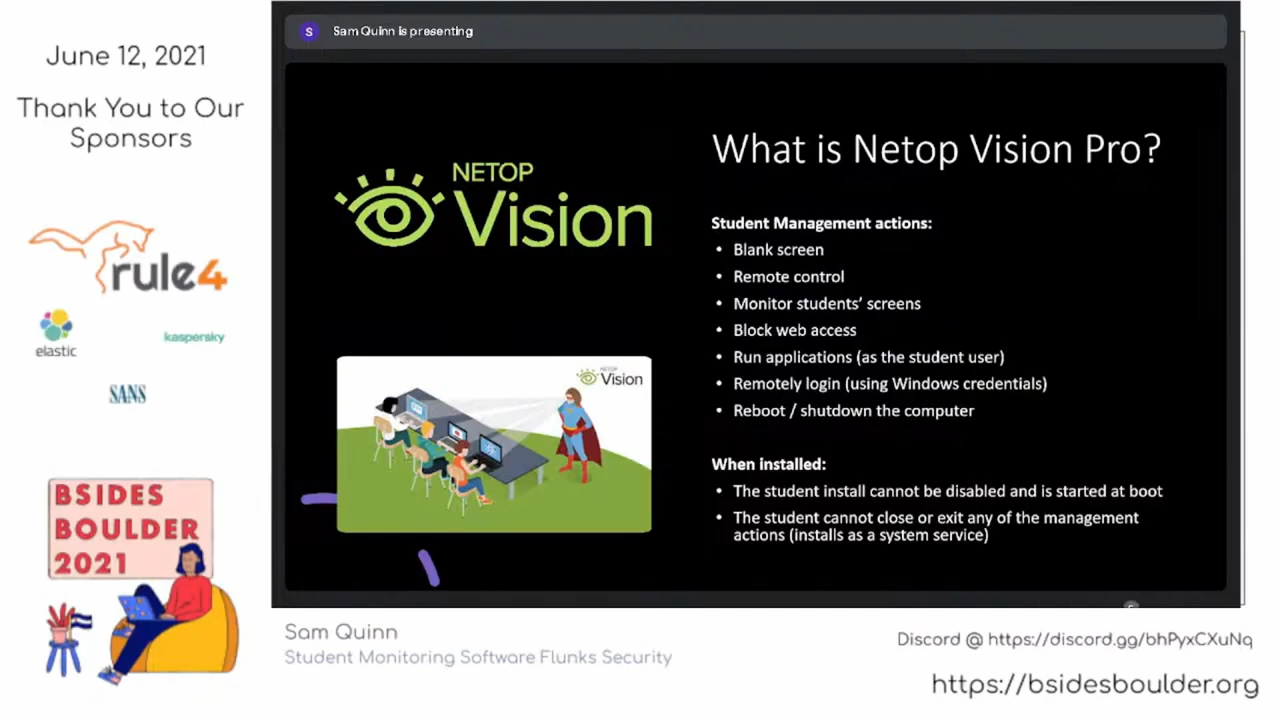 June 12, 2021
Thank You to Our
Sponsors
rule4
elastic
kaspersky
SANS
BSIDES
BOULDER
2021
S
Sam Quinn is presenting
NETOP
Vision
NETOP
Vision
What is Netop Vision Pro?
Student Management actions:
• Blank screen
• Remote control
• Monitor students’ screens
• Block web access
• Run applications (as the student user)
• Remotely login (using Windows credentials)
• Reboot / shutdown the computer
When installed:
• The student install cannot be disabled and is started at boot
• The student cannot close or exit any of the management
actions (installs as a system service)
Sam Quinn
Student Monitoring Software Flunks Security
Discord @ https://discord.gg/bhPyxCXuNq
https://bsidesboulder.org